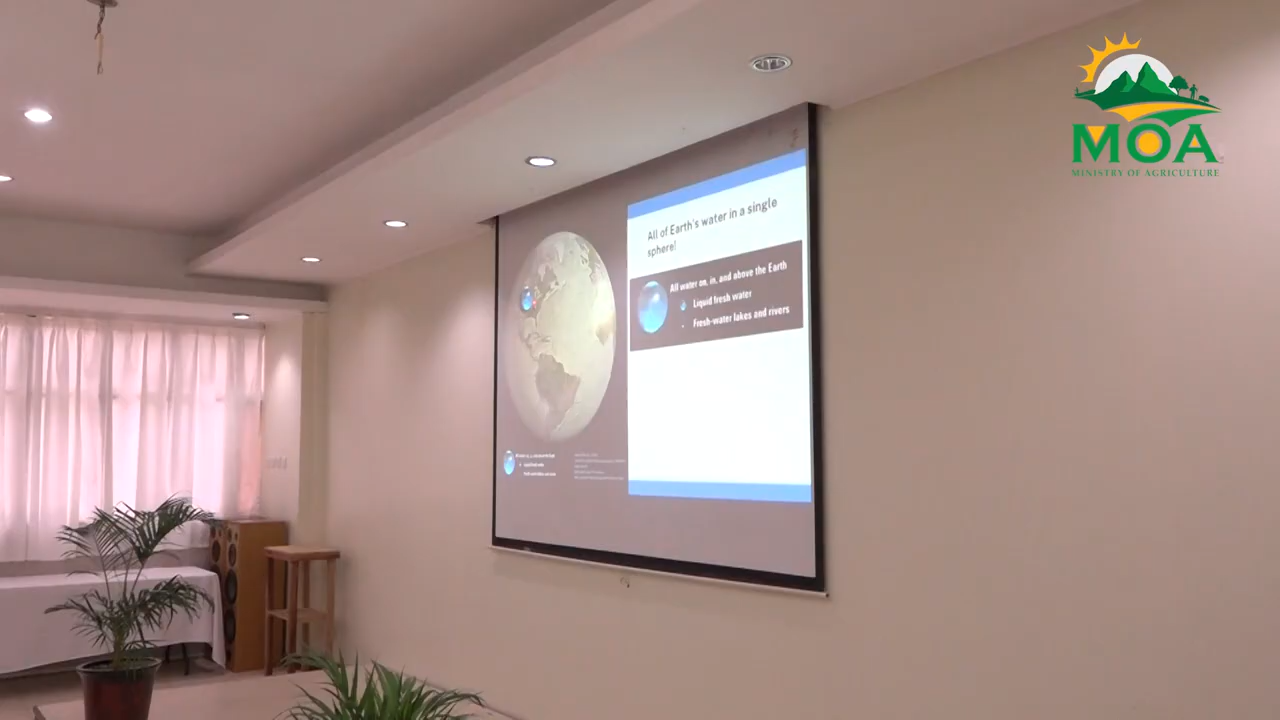 MOA
MINISTRY OF AGRICULTURE
All of Earth's water in a single
sphere!
All water on, in, and above the Earth
Liquid fresh water
Fresh-water lakes and rivers